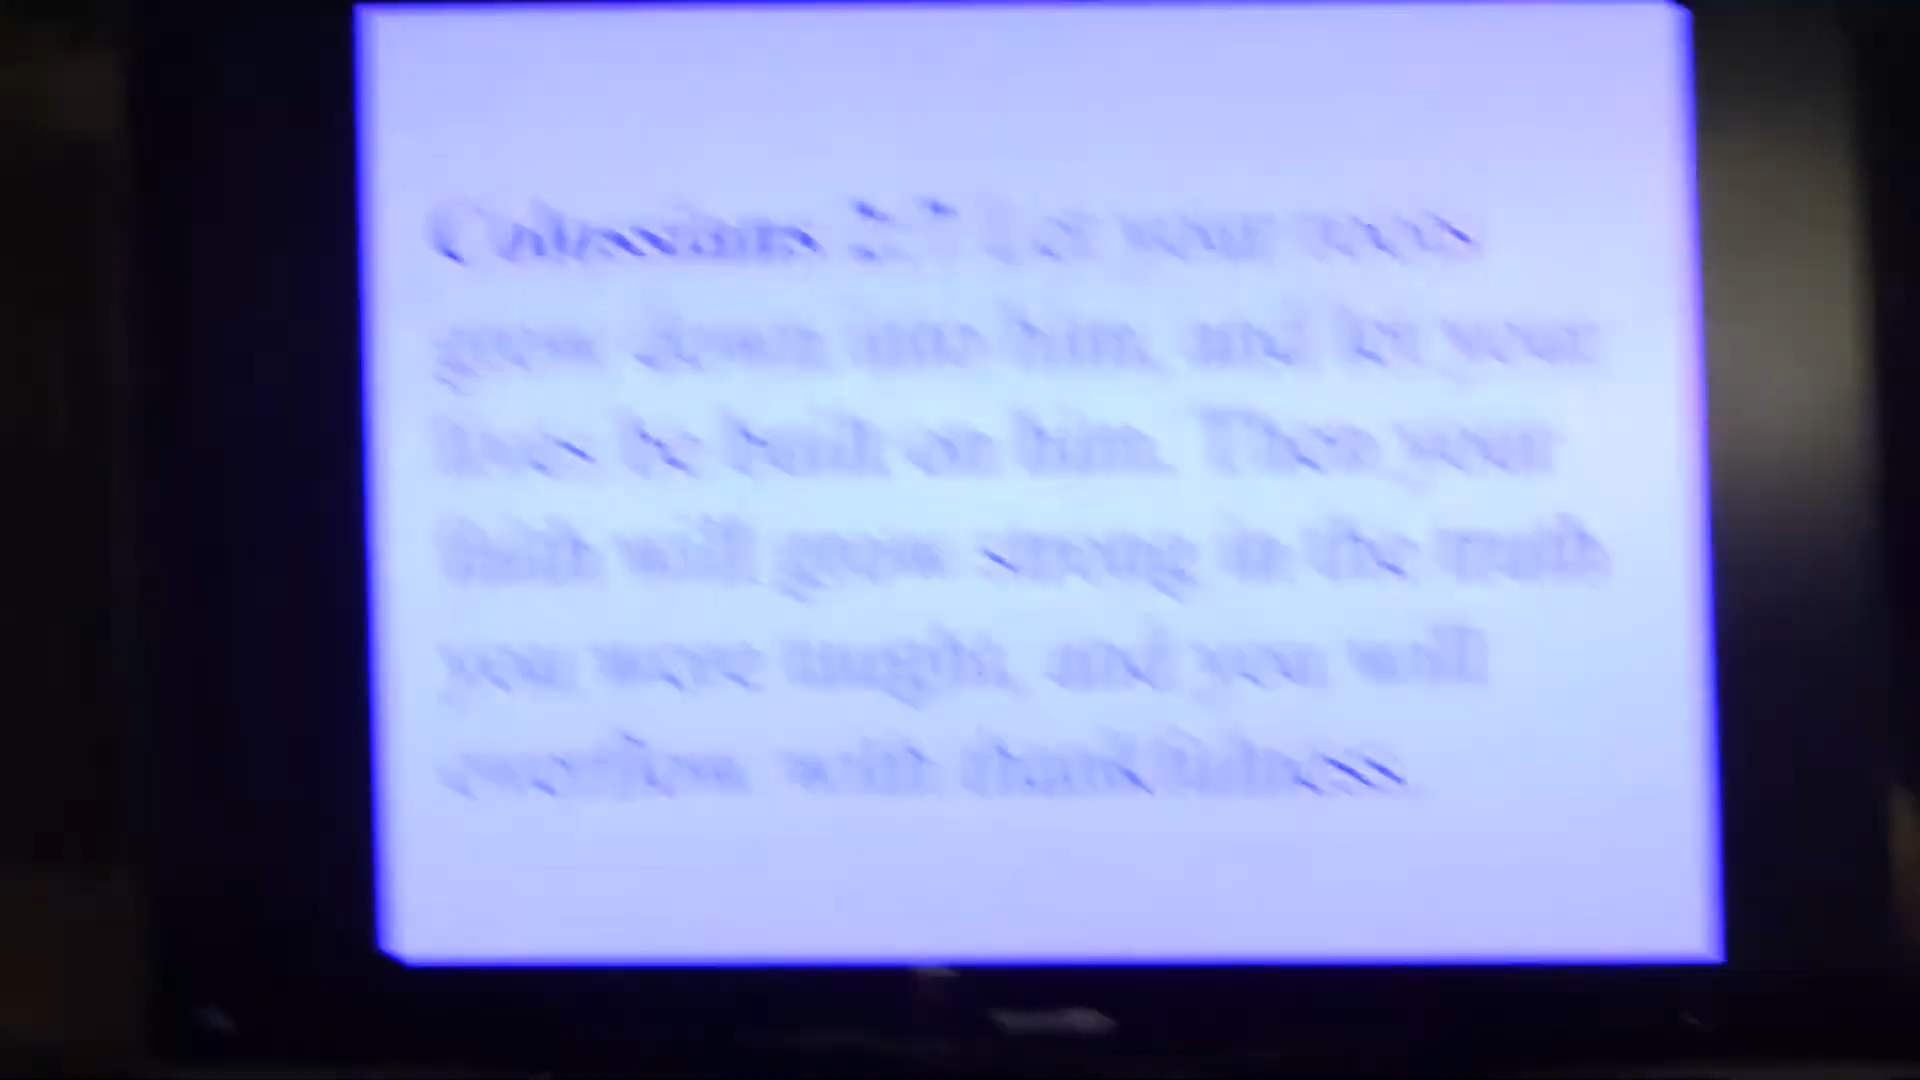 Colossians 2:7 Let your roots
grow down into him, and let your
lives be built on him. Then your
faith will grow strong in the truth
you were taught, and you will
overflow with thankfulness.